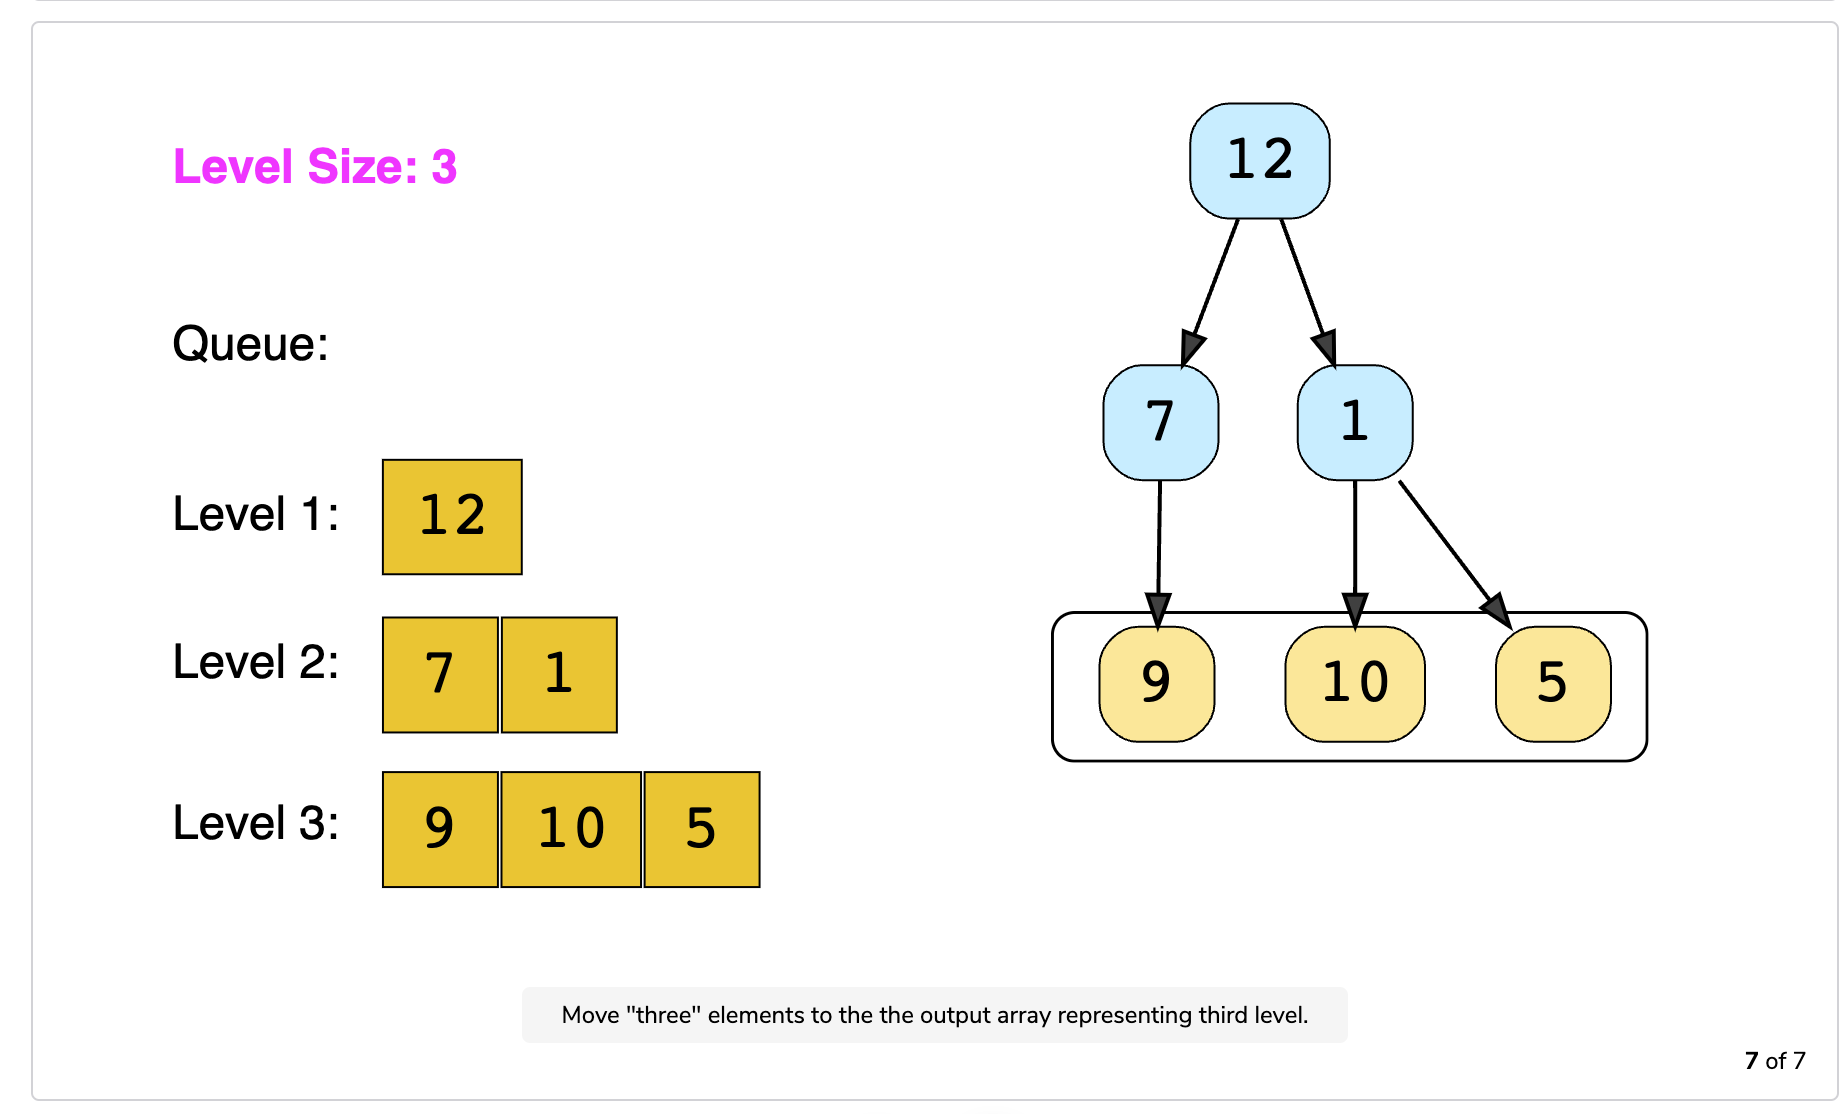 Level Size: 3
Queue:
Level 1: 12
Level 2: 7 1
Level 3: 9 10 5
12
7 1
9 10 5
Move "three" elements to the the output array representing third level.
7 of 7